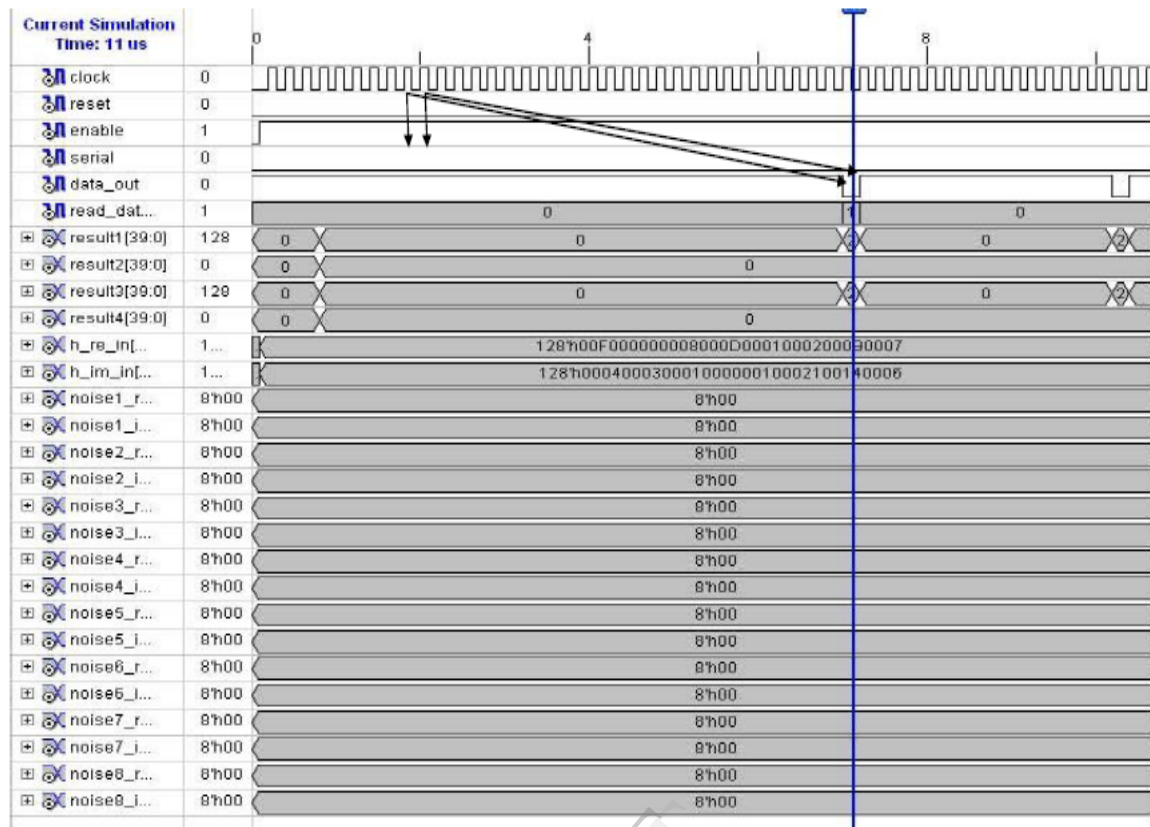 Current Simulation
Time: 11 us
0 4 8
clock 0
reset 0
enable 1
serial 0
data_out 0
read_dat... 1 0 1 0
result1[39:0] 128 0 0 2 0 2
result2[39:0] 0 0 0
result3[39:0] 128 0 0 2 0 2
result4[39:0] 0 0 0
h_re_in[... 1... 128'h00F000000008000D0001000200090007
h_im_in[... 1... 128'h00040003000100000001000210014 0006
noise1_r... 8'h00 8'h00
noise1_i... 8'h00 8'h00
noise2_r... 8'h00 8'h00
noise2_i... 8'h00 8'h00
noise3_r... 8'h00 8'h00
noise3_i... 8'h00 8'h00
noise4_r... 8'h00 8'h00
noise4_i... 8'h00 8'h00
noise5_r... 8'h00 8'h00
noise5_i... 8'h00 8'h00
noise6_r... 8'h00 8'h00
noise6_i... 8'h00 8'h00
noise7_r... 8'h00 8'h00
noise7_i... 8'h00 8'h00
noise8_r... 8'h00 8'h00
noise8_i... 8'h00 8'h00